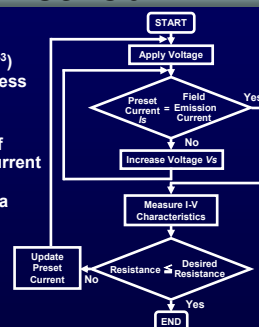 START
³)
Apply Voltage
ess
Preset Field
Current = Emission
Is Current
Yes
No
f
urrent
Increase Voltage Vs
a
Measure I-V
Characteristics
Update
Preset
Current
No
Resistance ≦ Desired
Resistance
Yes
END